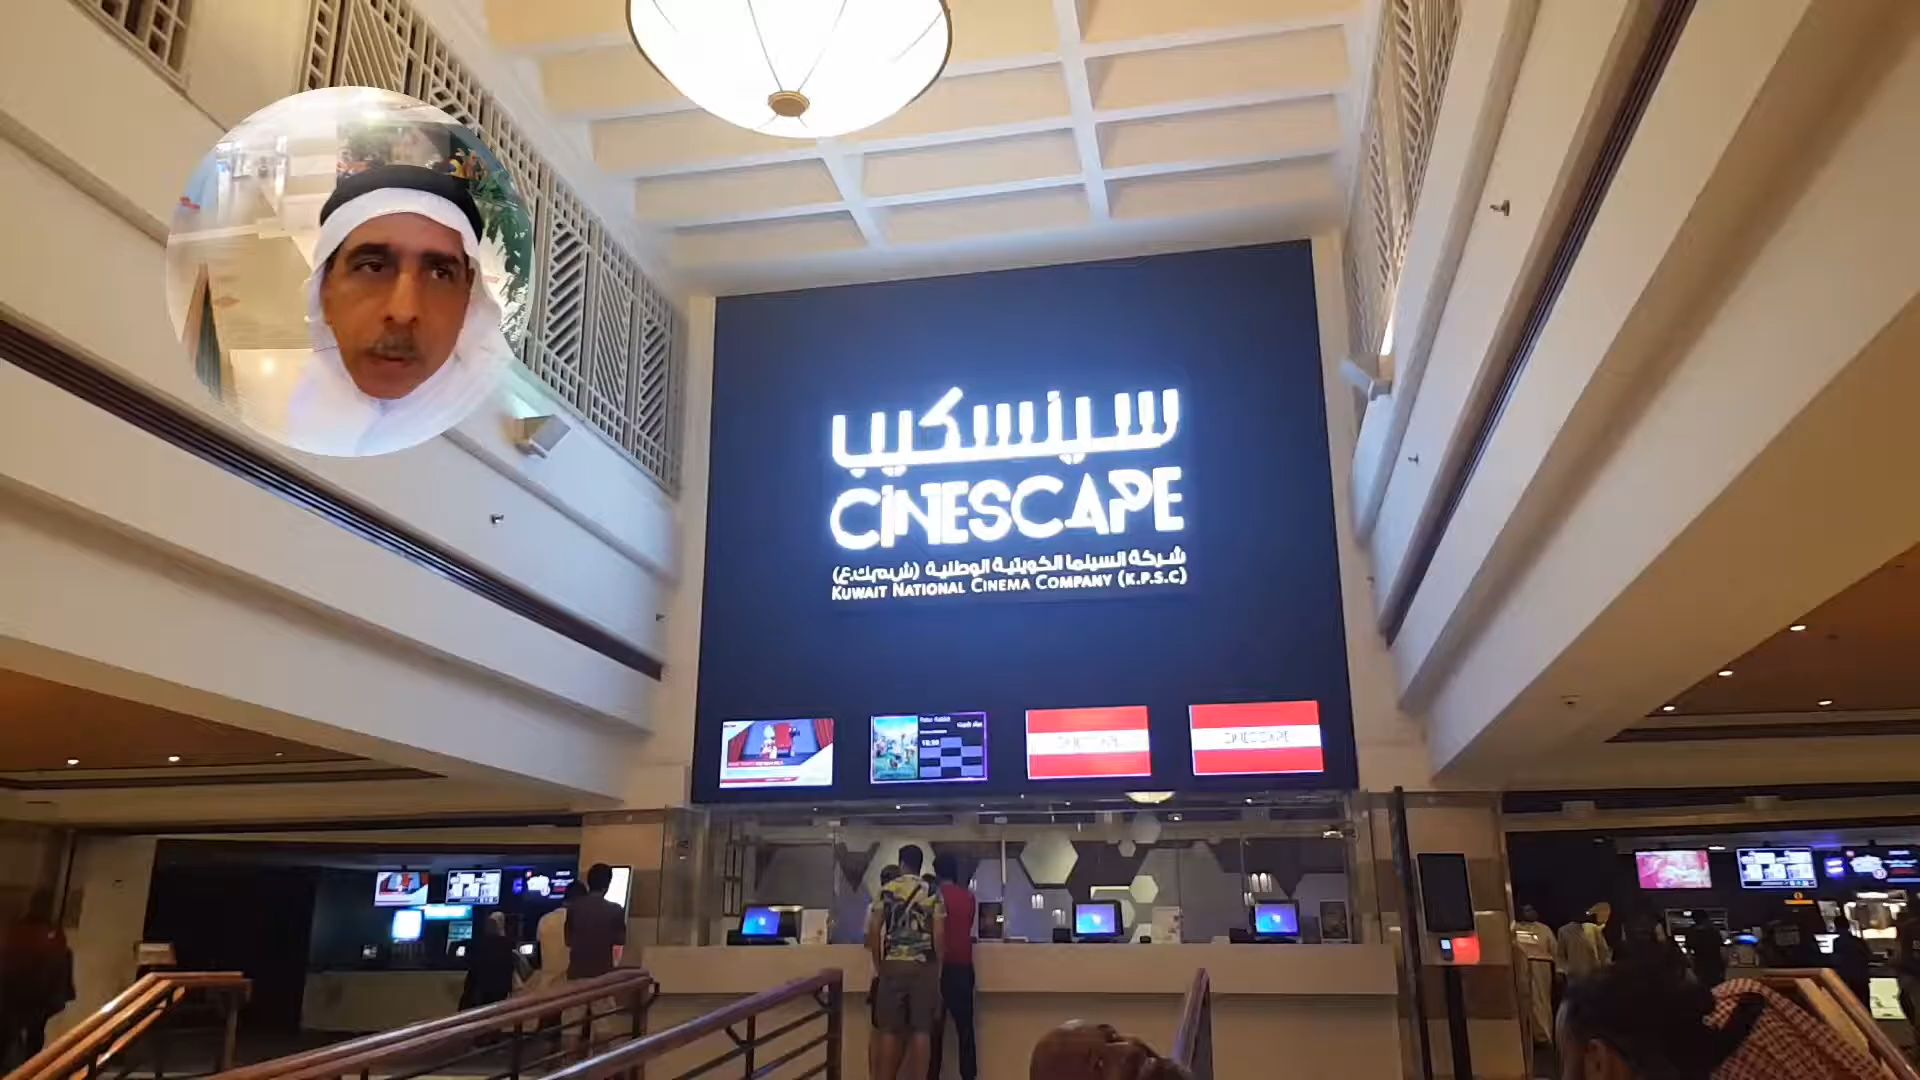 سينسكيب
CINESCAPE
شركة السينما الكويتية الوطنية (ش.م.ك.ع)
KUWAIT NATIONAL CINEMA COMPANY (K.P.S.C)
CINESCAPE
CINESCAPE